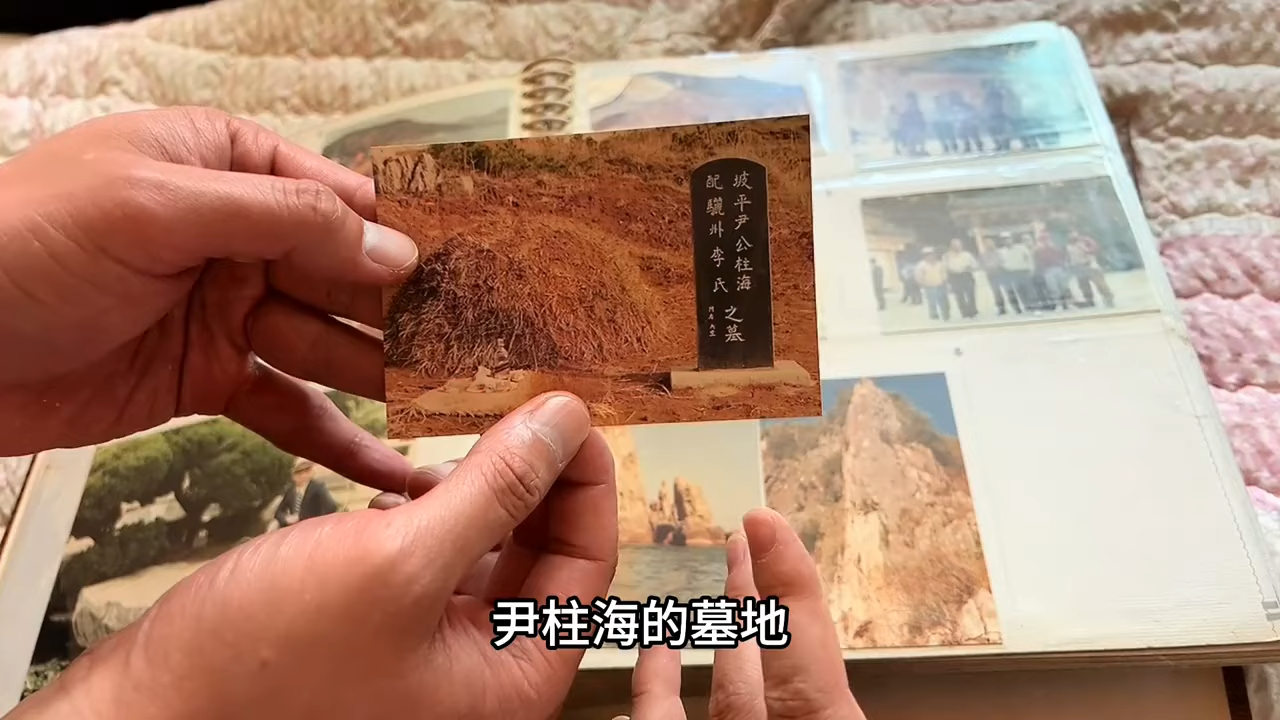 坡平尹公柱海之墓
配驪州李氏
尹柱海的墓地